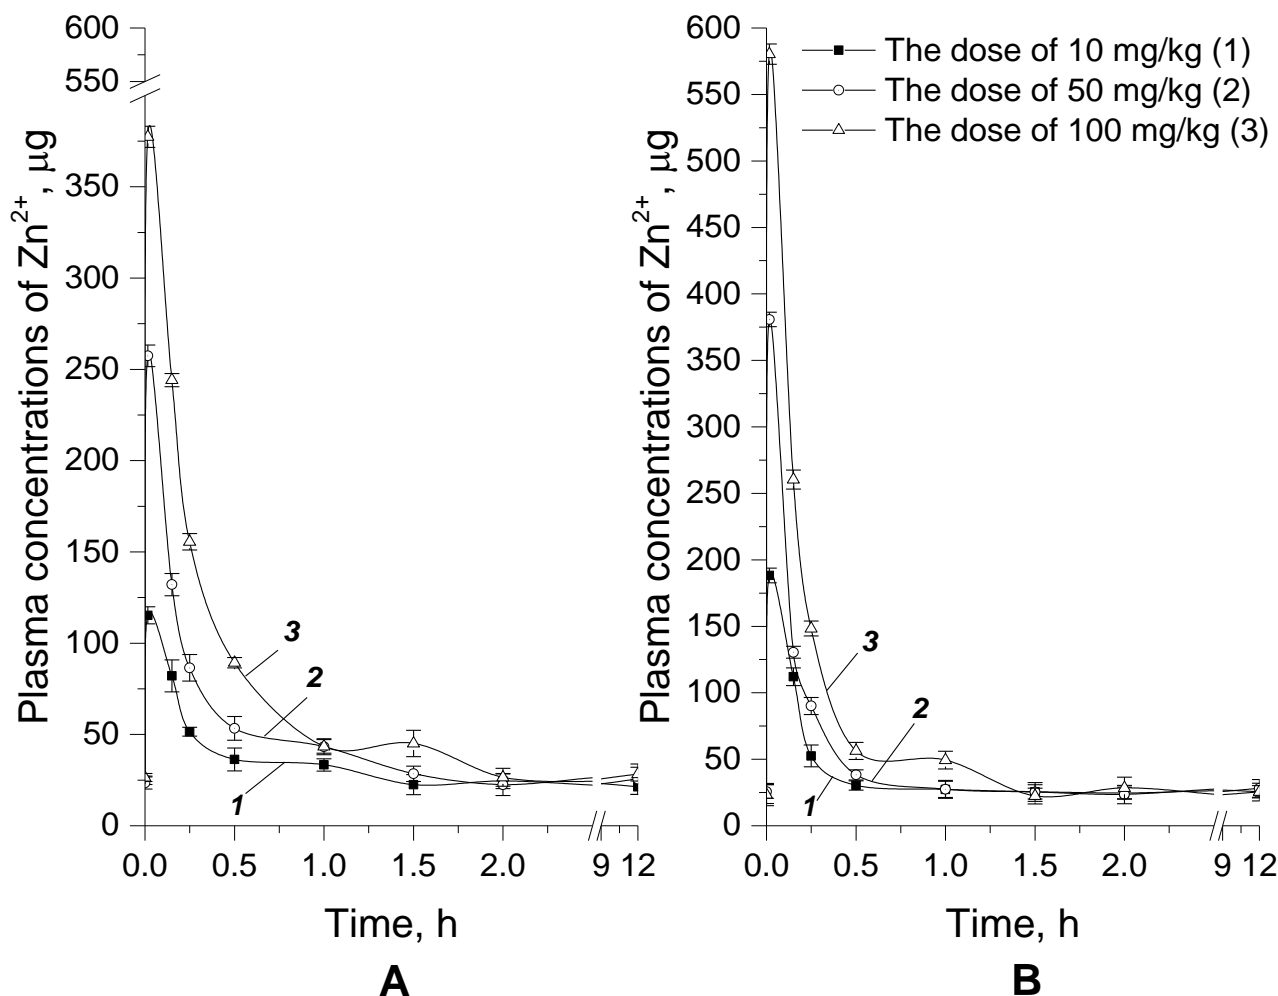 600
550
350
300
250
200
150
100
50
0
Plasma concentrations of Zn²⁺, μg
3
2
1
0.0 0.5 1.0 1.5 2.0 9 12
Time, h
A
600
550
500
450
400
350
300
250
200
150
100
50
0
Plasma concentrations of Zn²⁺, μg
The dose of 10 mg/kg (1)
The dose of 50 mg/kg (2)
The dose of 100 mg/kg (3)
3
2
1
0.0 0.5 1.0 1.5 2.0 9 12
Time, h
B